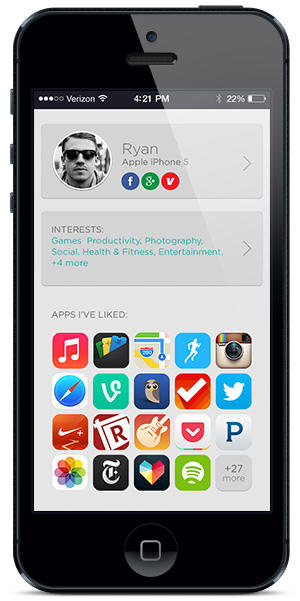 Verizon 4:21 PM 22%
Ryan
Apple iPhone 5
f g+ v
INTERESTS:
Games Productivity, Photography,
Social, Health & Fitness, Entertainment,
+4 more
APPS I'VE LIKED:
280
+27
more